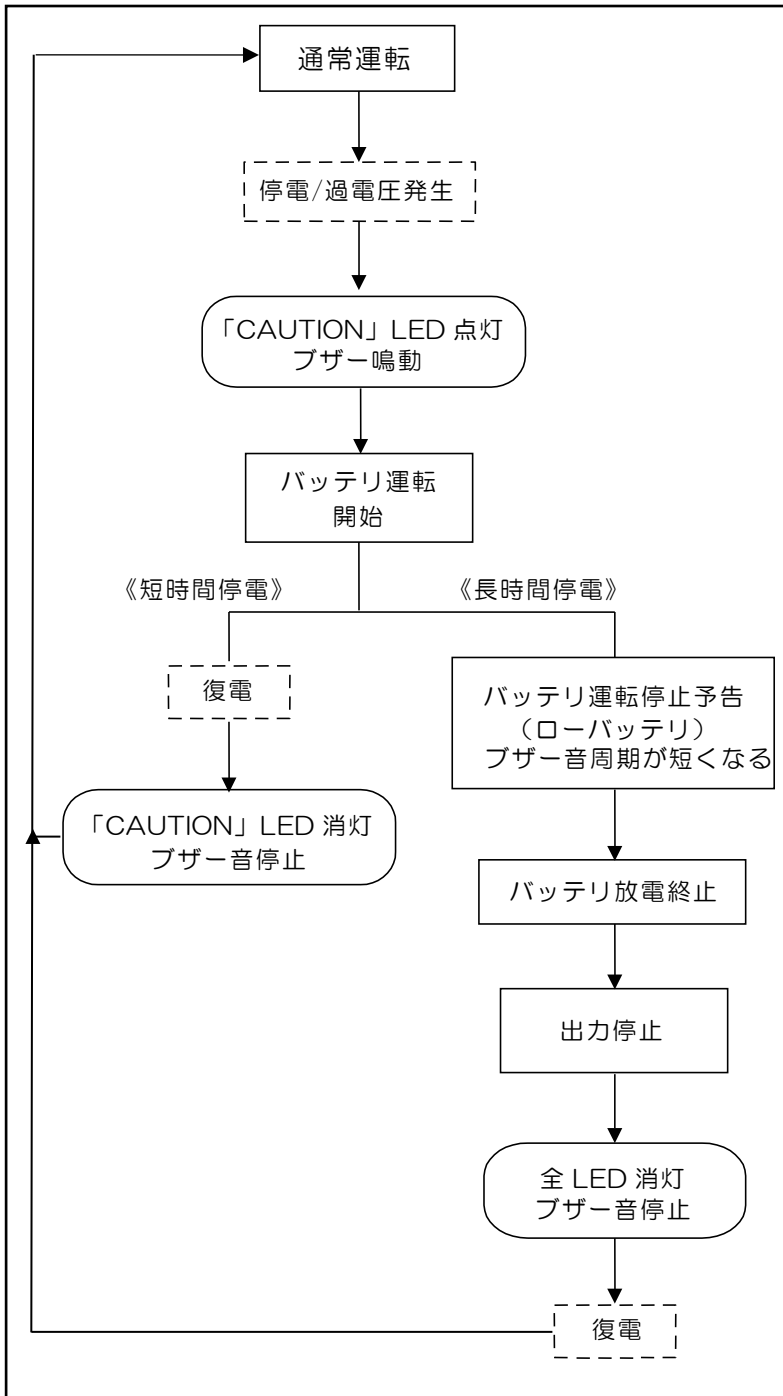 通常運転
停電/過電圧発生
「CAUTION」LED 点灯
ブザー鳴動
バッテリ運転
開始
《短時間停電》
《長時間停電》
復電
「CAUTION」LED 消灯
ブザー音停止
バッテリ運転停止予告
（ローバッテリ）
ブザー音周期が短くなる
バッテリ放電終止
出力停止
全 LED 消灯
ブザー音停止
復電